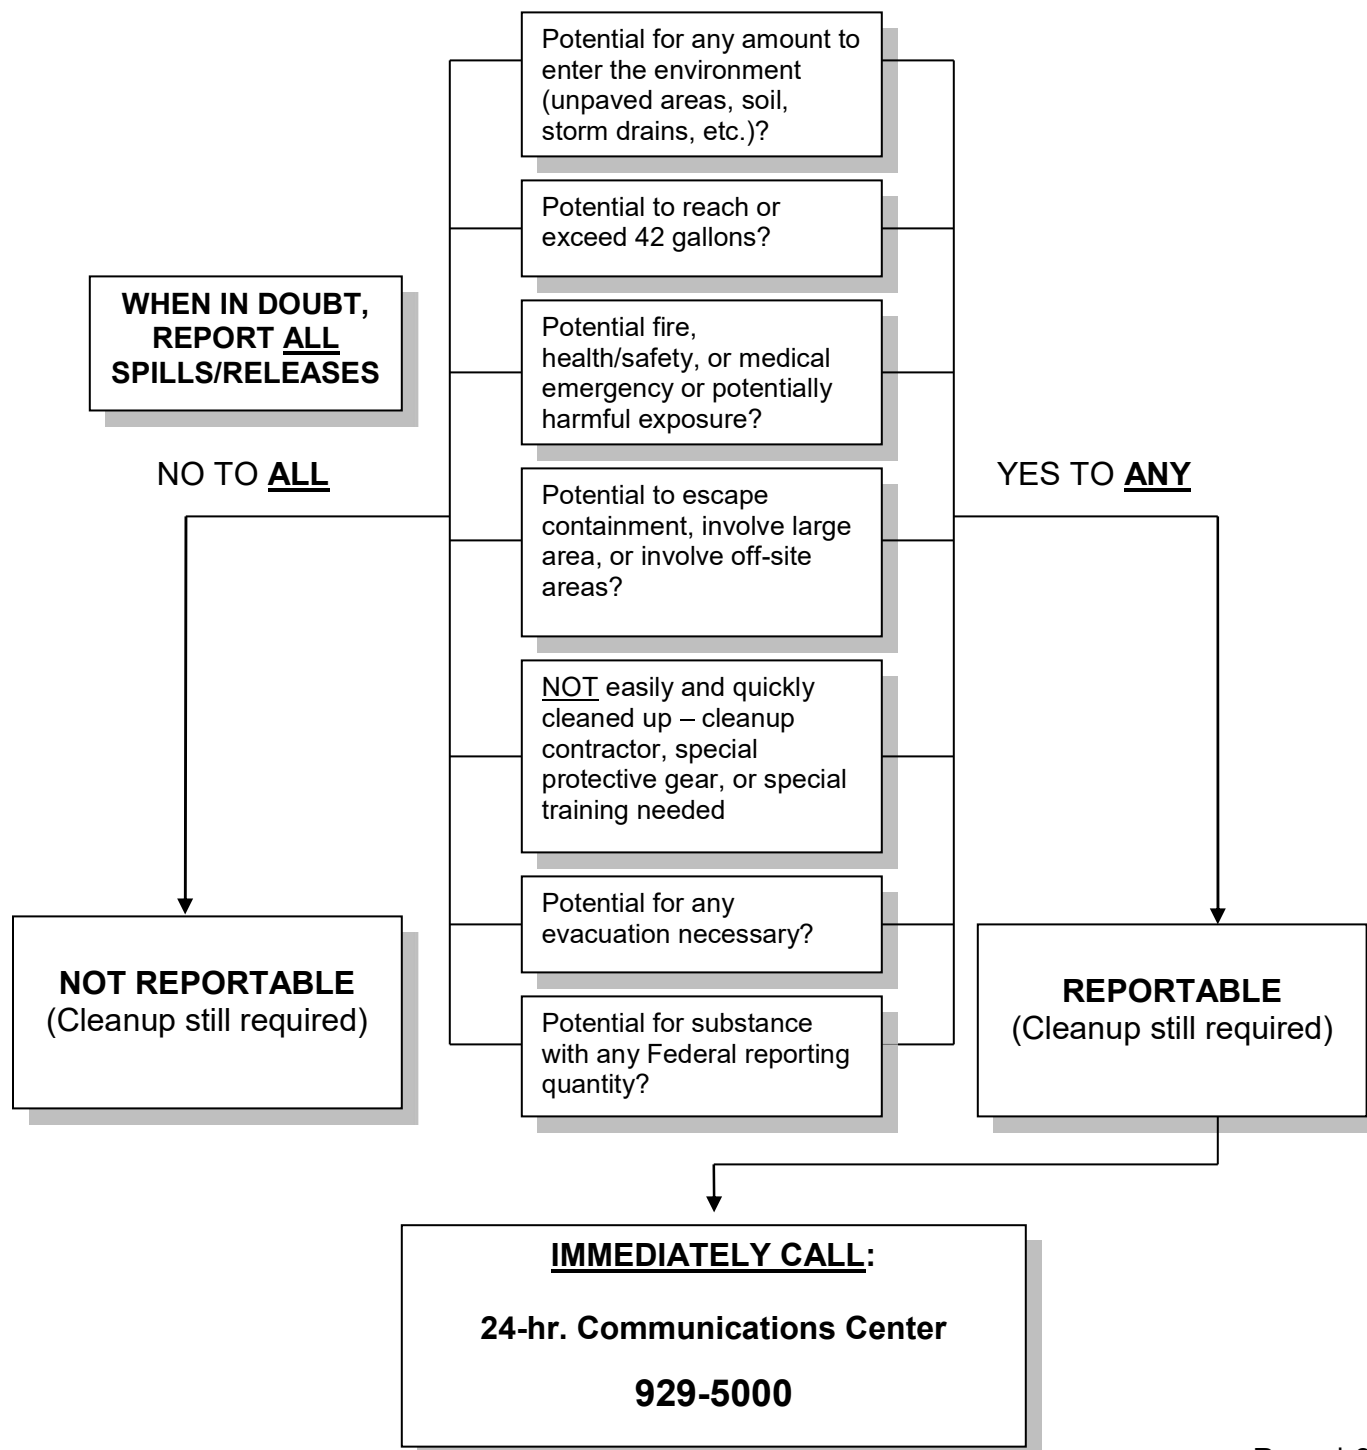 Potential for any amount to
enter the environment
(unpaved areas, soil,
storm drains, etc.)?
Potential to reach or
exceed 42 gallons?
WHEN IN DOUBT,
REPORT ALL
SPILLS/RELEASES
Potential fire,
health/safety, or medical
emergency or potentially
harmful exposure?
NO TO ALL
YES TO ANY
Potential to escape
containment, involve large
area, or involve off-site
areas?
NOT easily and quickly
cleaned up – cleanup
contractor, special
protective gear, or special
training needed
Potential for any
evacuation necessary?
NOT REPORTABLE
(Cleanup still required)
REPORTABLE
(Cleanup still required)
Potential for substance
with any Federal reporting
quantity?
IMMEDIATELY CALL:
24-hr. Communications Center
929-5000